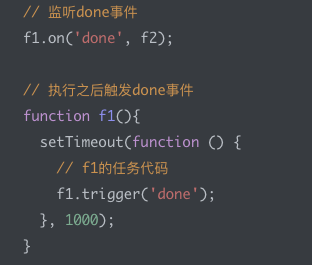 // 监听done事件
f1.on('done', f2);
// 执行之后触发done事件
function f1(){
setTimeout(function () {
// f1的任务代码
f1.trigger('done');
}, 1000);
}